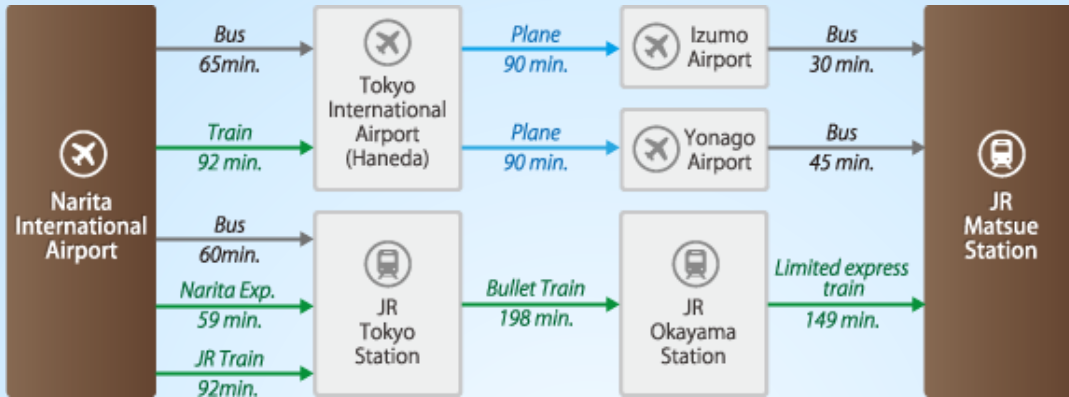 Narita
International
Airport
Bus
65min.
Train
92 min.
Bus
60min.
Narita Exp.
59 min.
JR Train
92min.
Tokyo
International
Airport
(Haneda)
JR
Tokyo
Station
Plane
90 min.
Plane
90 min.
Bullet Train
198 min.
Izumo
Airport
Yonago
Airport
JR
Okayama
Station
Bus
30 min.
Bus
45 min.
Limited express
train
149 min.
JR
Matsue
Station